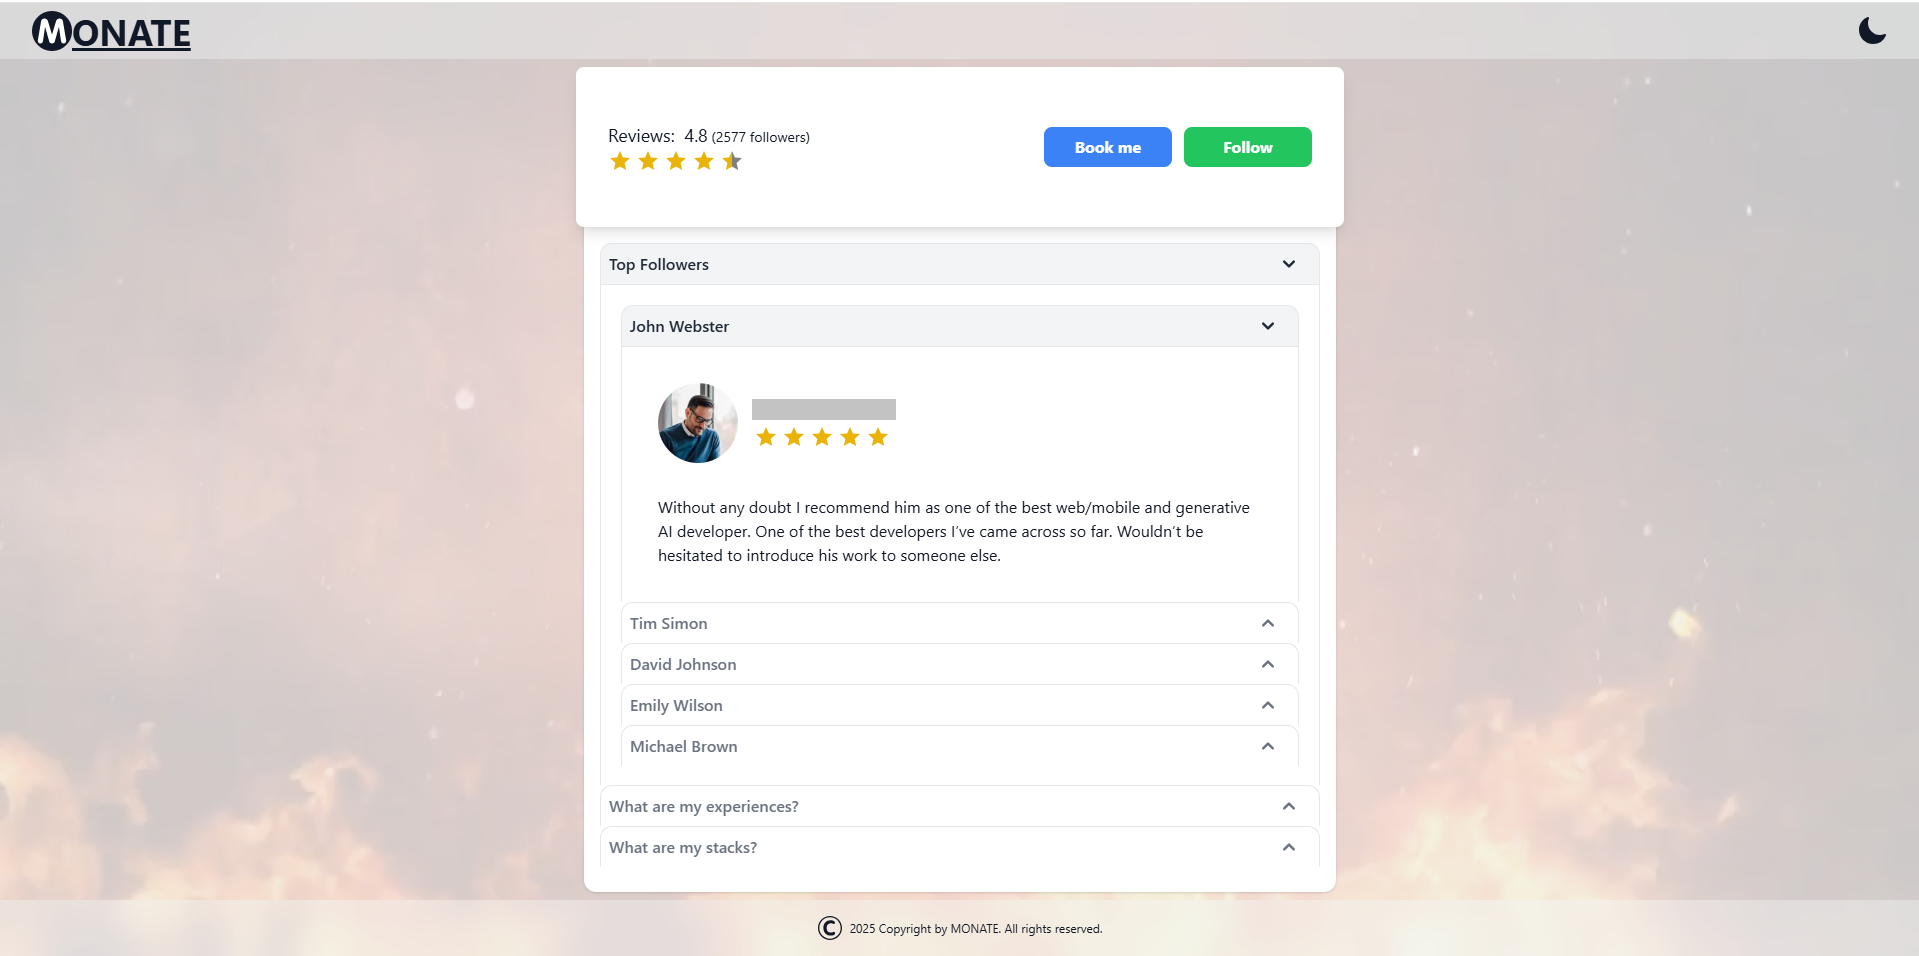 MONATE
Reviews: 4.8 (2577 followers)
Book me
Follow
Top Followers
John Webster
Without any doubt I recommend him as one of the best web/mobile and generative
AI developer. One of the best developers I've came across so far. Wouldn't be
hesitated to introduce his work to someone else.
Tim Simon
David Johnson
Emily Wilson
Michael Brown
What are my experiences?
What are my stacks?
© 2025 Copyright by MONATE. All rights reserved.